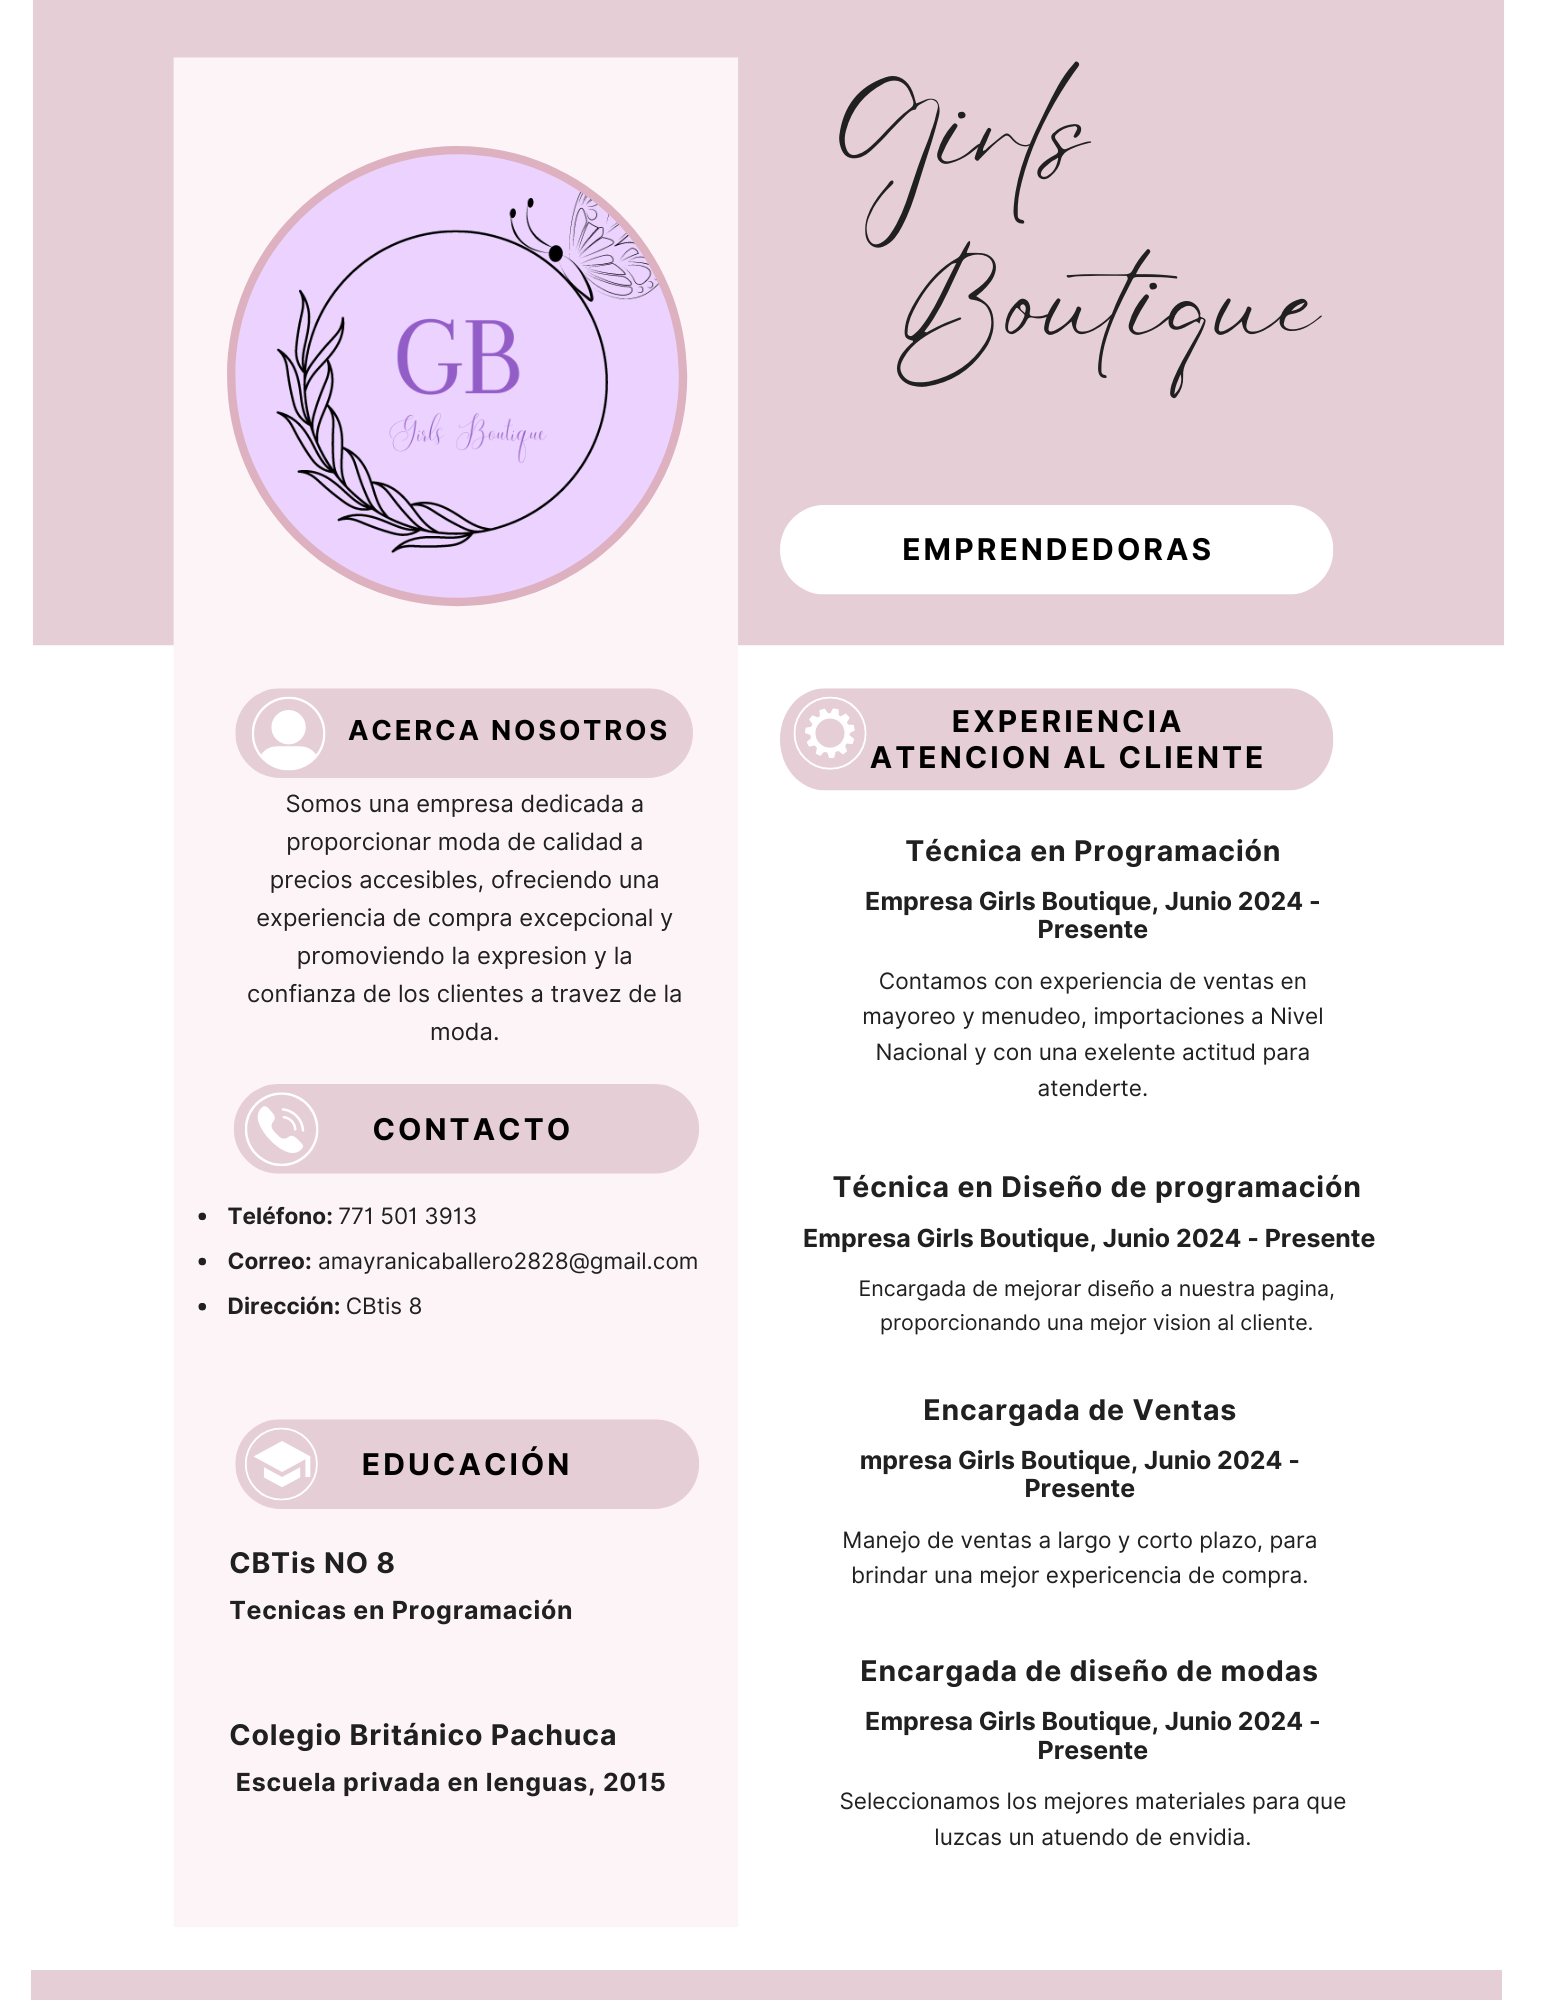 Girls
Boutique
GB
Girls Boutique
EMPRENDEDORAS
ACERCA NOSOTROS
Somos una empresa dedicada a
proporcionar moda de calidad a
precios accesibles, ofreciendo una
experiencia de compra excepcional y
promoviendo la expresion y la
confianza de los clientes a travez de la
moda.
CONTACTO
• Teléfono: 771 501 3913
• Correo: amayranicaballero2828@gmail.com
• Dirección: CBtis 8
EDUCACIÓN
CBTis NO 8
Tecnicas en Programación
Colegio Británico Pachuca
Escuela privada en lenguas, 2015
EXPERIENCIA
ATENCION AL CLIENTE
Técnica en Programación
Empresa Girls Boutique, Junio 2024 -
Presente
Contamos con experiencia de ventas en
mayoreo y menudeo, importaciones a Nivel
Nacional y con una exelente actitud para
atenderte.
Técnica en Diseño de programación
Empresa Girls Boutique, Junio 2024 - Presente
Encargada de mejorar diseño a nuestra pagina,
proporcionando una mejor vision al cliente.
Encargada de Ventas
mpresa Girls Boutique, Junio 2024 -
Presente
Manejo de ventas a largo y corto plazo, para
brindar una mejor expericencia de compra.
Encargada de diseño de modas
Empresa Girls Boutique, Junio 2024 -
Presente
Seleccionamos los mejores materiales para que
luzcas un atuendo de envidia.